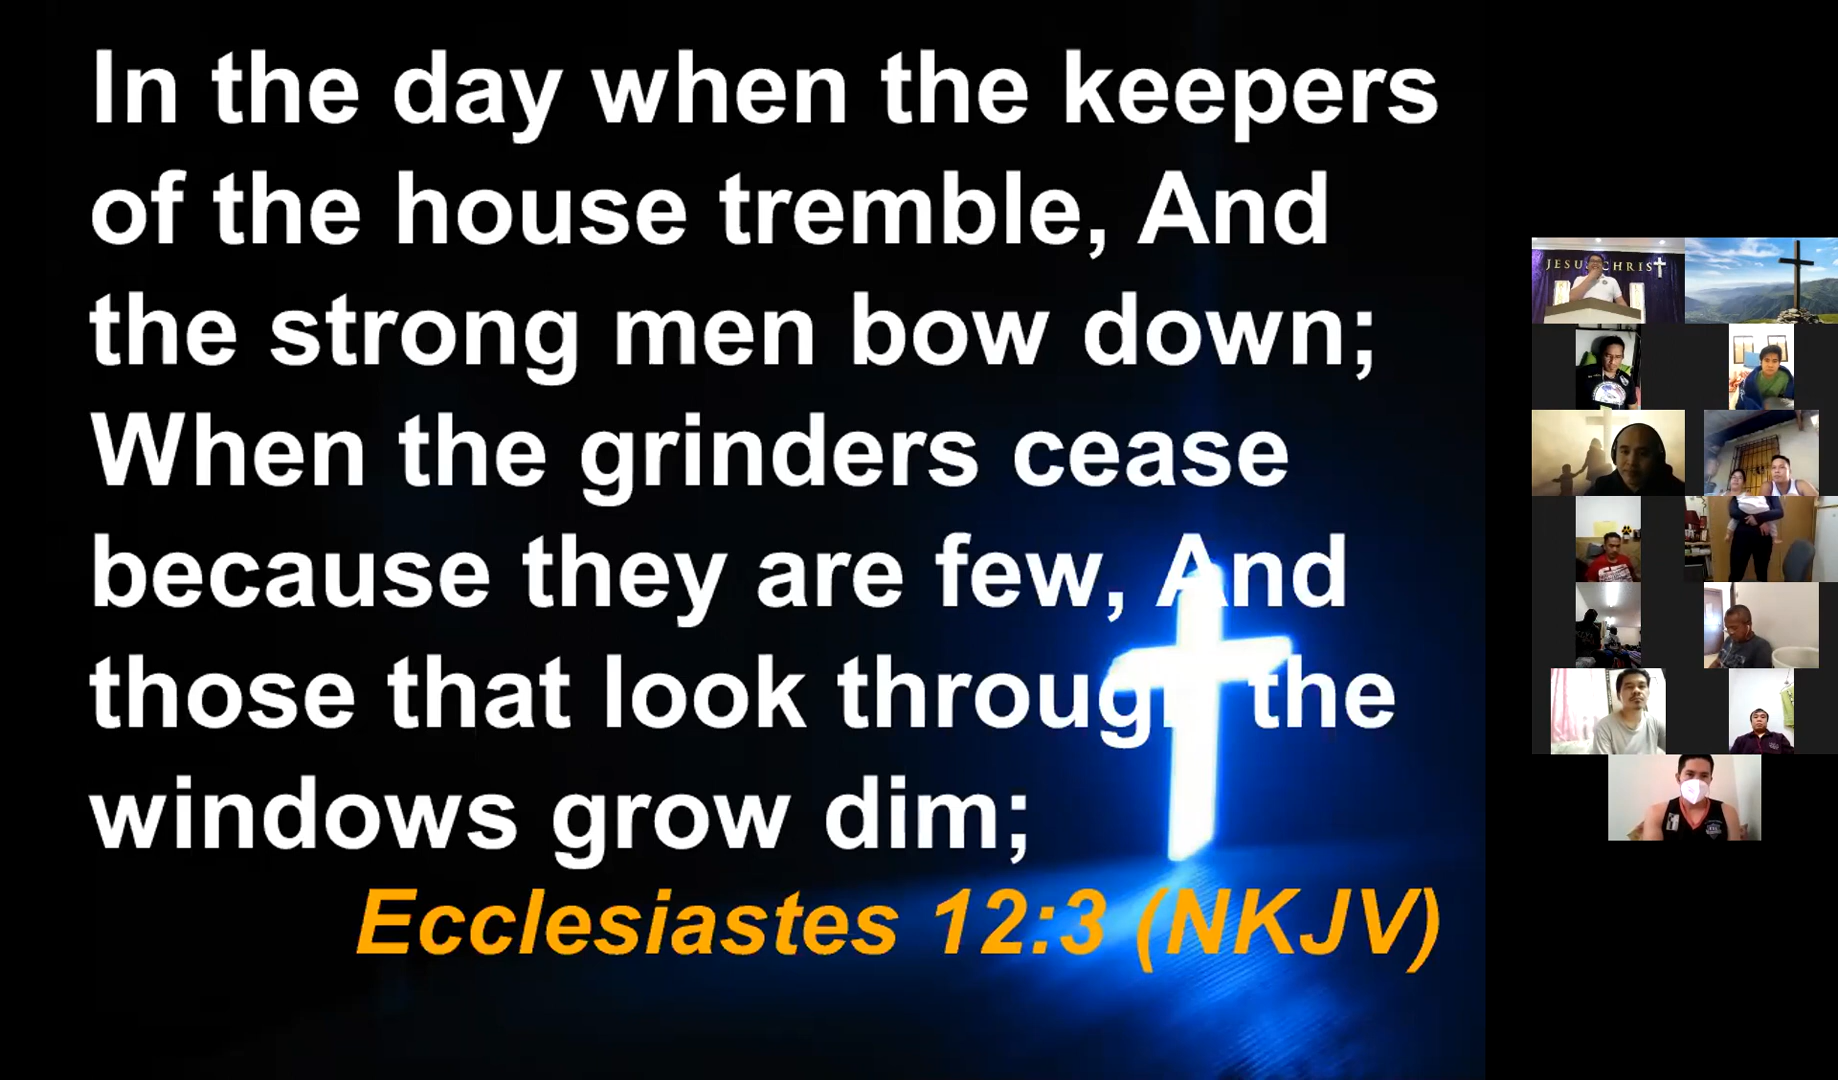 In the day when the keepers
of the house tremble, And
the strong men bow down;
When the grinders cease
because they are few, And
those that look through the
windows grow dim;
Ecclesiastes 12:3 (NKJV)
JESUS CHRIST